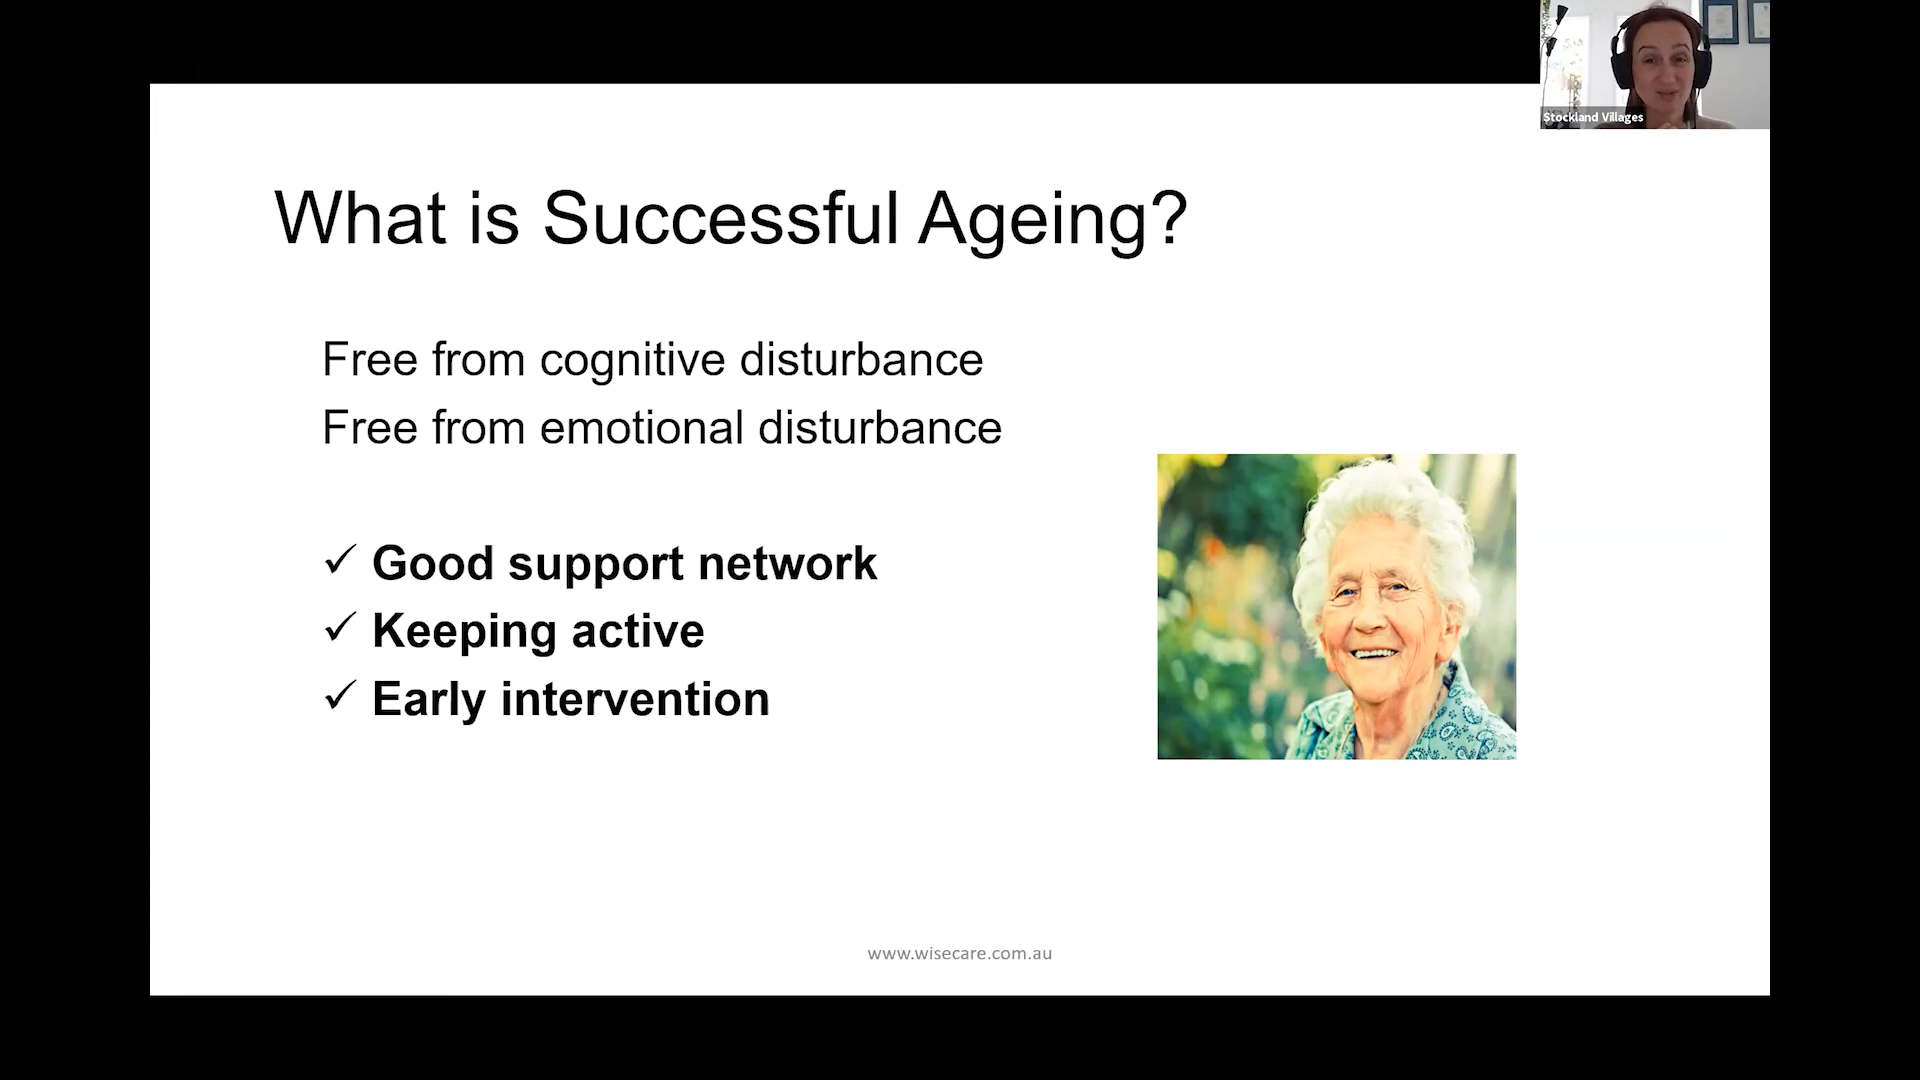 Stockland Villages
What is Successful Ageing?
Free from cognitive disturbance
Free from emotional disturbance
✓ Good support network
✓ Keeping active
✓ Early intervention
www.wisecare.com.au